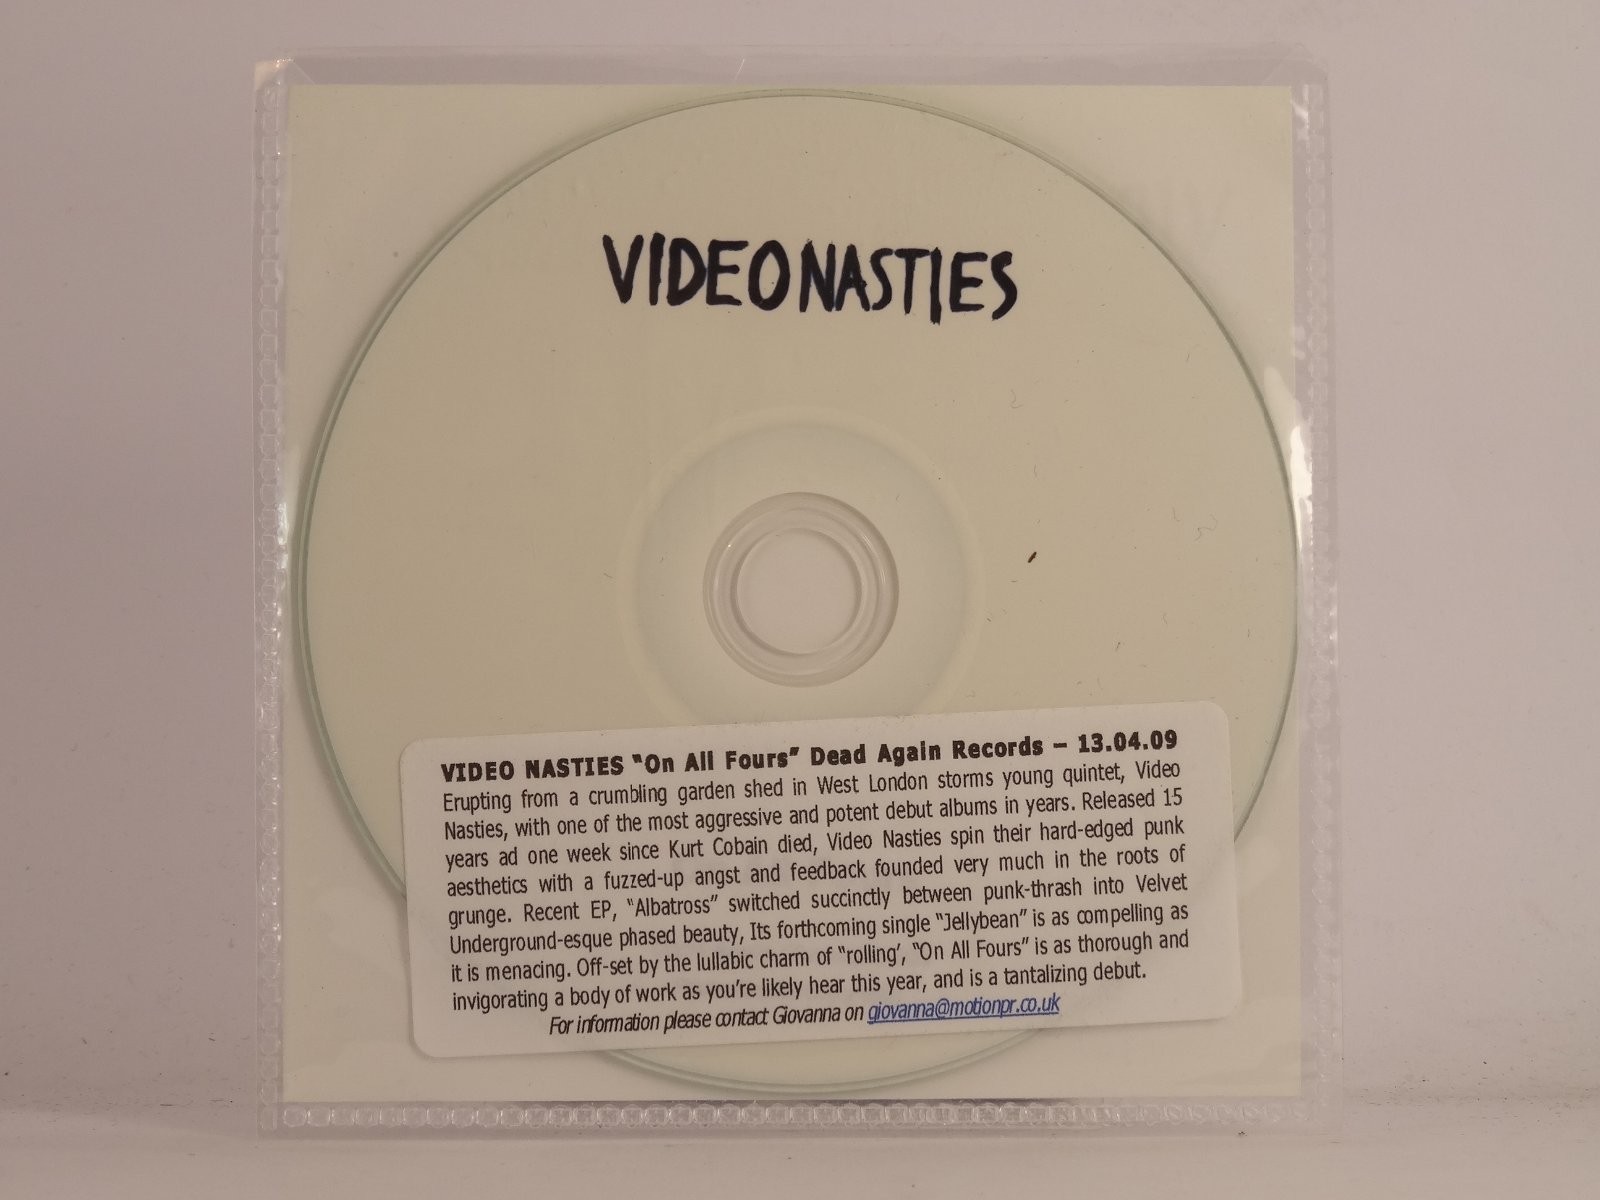 VIDEO NASTIES
VIDEO NASTIES “On All Fours” Dead Again Records – 13.04.09
Erupting from a crumbling garden shed in West London storms young quintet, Video
Nasties, with one of the most aggressive and potent debut albums in years. Released 15
years ad one week since Kurt Cobain died, Video Nasties spin their hard-edged punk
aesthetics with a fuzzed-up angst and feedback founded very much in the roots of
grunge. Recent EP, “Albatross” switched succinctly between punk-thrash into Velvet
Underground-esque phased beauty, Its forthcoming single “Jellybean” is as compelling as
it is menacing. Off-set by the lullabic charm of “rolling’, “On All Fours” is as thorough and
invigorating a body of work as you’re likely hear this year, and is a tantalizing debut.
For information please contact Giovanna on giovanna@motionpr.co.uk